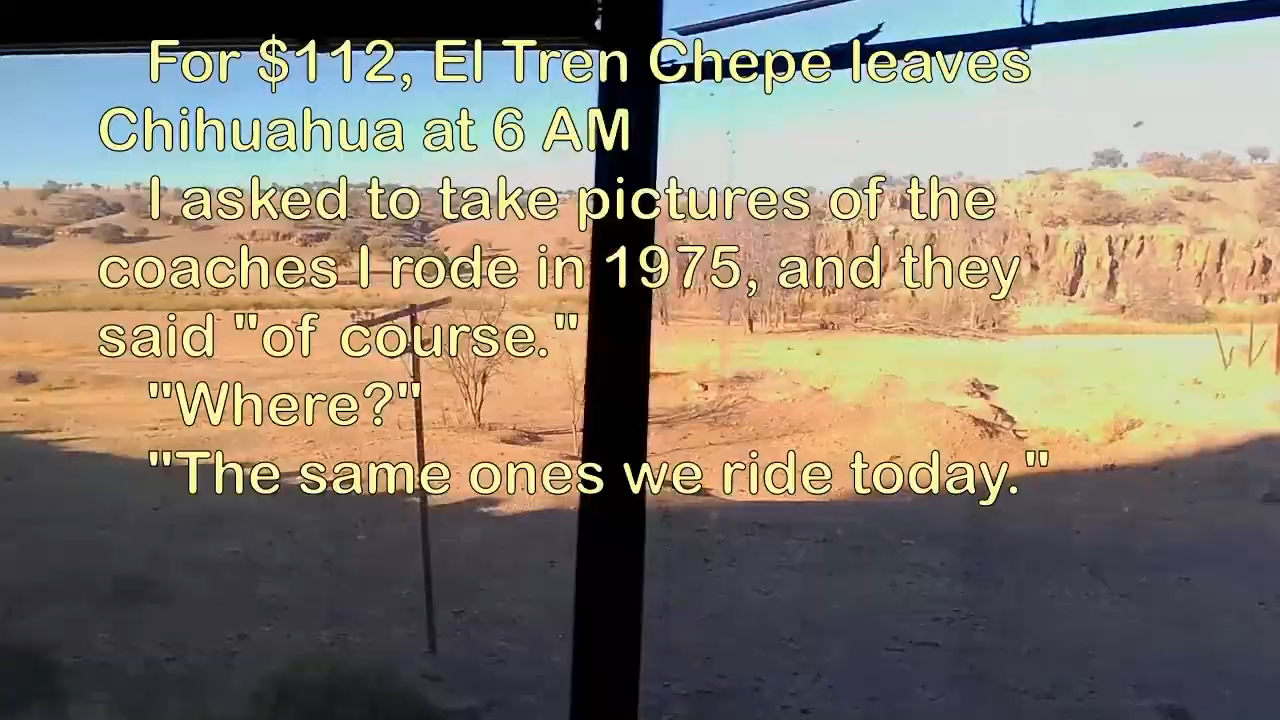 For $112, El Tren Chepe leaves
Chihuahua at 6 AM
I asked to take pictures of the
coaches I rode in 1975, and they
said "of course."
"Where?"
"The same ones we ride today."